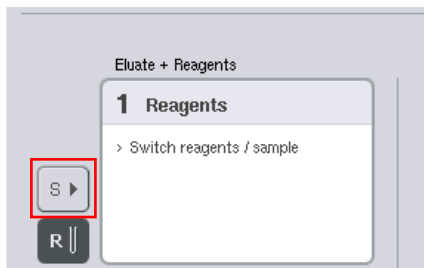 Eluate + Reagents
1 Reagents
> Switch reagents / sample
S
R